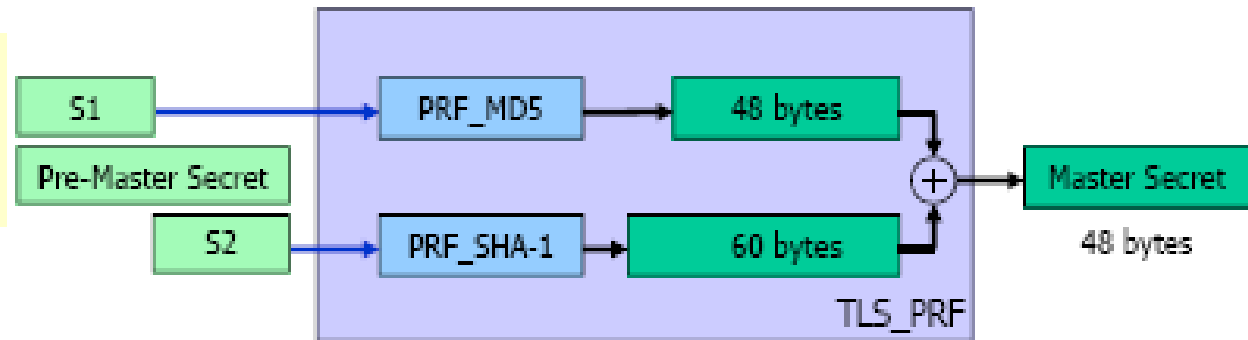 S1
PRF_MD5
48 bytes
Pre-Master Secret
Master Secret
S2
PRF_SHA-1
60 bytes
48 bytes
TLS_PRF